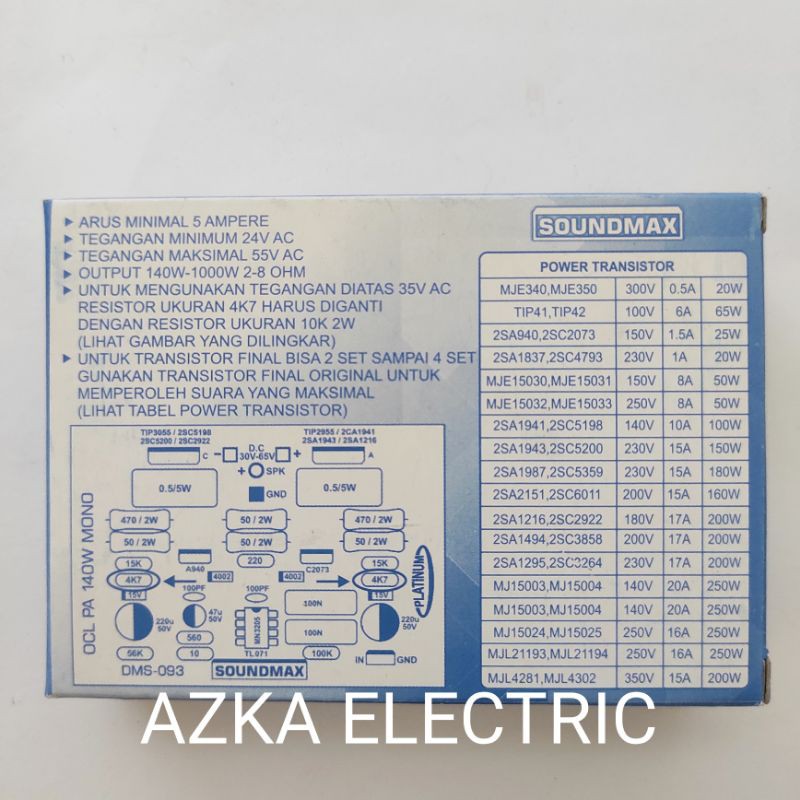 ARUS MINIMAL 5 AMPERE
TEGANGAN MINIMUM 24V AC
TEGANGAN MAKSIMAL 55V AC
OUTPUT 140W-1000W 2-8 OHM
UNTUK MENGUNAKAN TEGANGAN DIATAS 35V AC
RESISTOR UKURAN 4K7 HARUS DIGANTI
DENGAN RESISTOR UKURAN 10K 2W
(LIHAT GAMBAR YANG DILINGKAR)
UNTUK TRANSISTOR FINAL BISA 2 SET SAMPAI 4 SET
GUNAKAN TRANSISTOR FINAL ORIGINAL UNTUK
MEMPEROLEH SUARA YANG MAKSIMAL
(LIHAT TABEL POWER TRANSISTOR)
TIP3055 / 2SC5198
2SC5200 / 2SC2922
TIP2955 / 2CA1941
2SA1943 / 2SA1216
C - D.C + A
30V-65V
+ SPK
0.5/5W 0.5/5W
GND
470 / 2W 50 / 2W 470 / 2W
50 / 2W 50 / 2W 50 / 2W
A940 220 C2073
15K 15K
4K7 4002 4002 4K7
15V 100PF 100PF 15V
PLATINUM
220u
50V
47u
50V
100N
100N
220u
50V
MN3205
560
56K 10 TL071 100K IN GND
OCL PA 140W MONO
DMS-093 SOUNDMAX
SOUNDMAX
POWER TRANSISTOR
MJE340,MJE350 300V 0.5A 20W
TIP41,TIP42 100V 6A 65W
2SA940,2SC2073 150V 1.5A 25W
2SA1837,2SC4793 230V 1A 20W
MJE15030,MJE15031 150V 8A 50W
MJE15032,MJE15033 250V 8A 50W
2SA1941,2SC5198 140V 10A 100W
2SA1943,2SC5200 230V 15A 150W
2SA1987,2SC5359 230V 15A 180W
2SA2151,2SC6011 200V 15A 160W
2SA1216,2SC2922 180V 17A 200W
2SA1494,2SC3858 200V 17A 200W
2SA1295,2SC3264 230V 17A 200W
MJ15003,MJ15004 140V 20A 250W
MJ15003,MJ15004 140V 20A 250W
MJ15024,MJ15025 250V 16A 250W
MJL21193,MJL21194 250V 16A 250W
MJL4281,MJL4302 350V 15A 200W
AZKA ELECTRIC